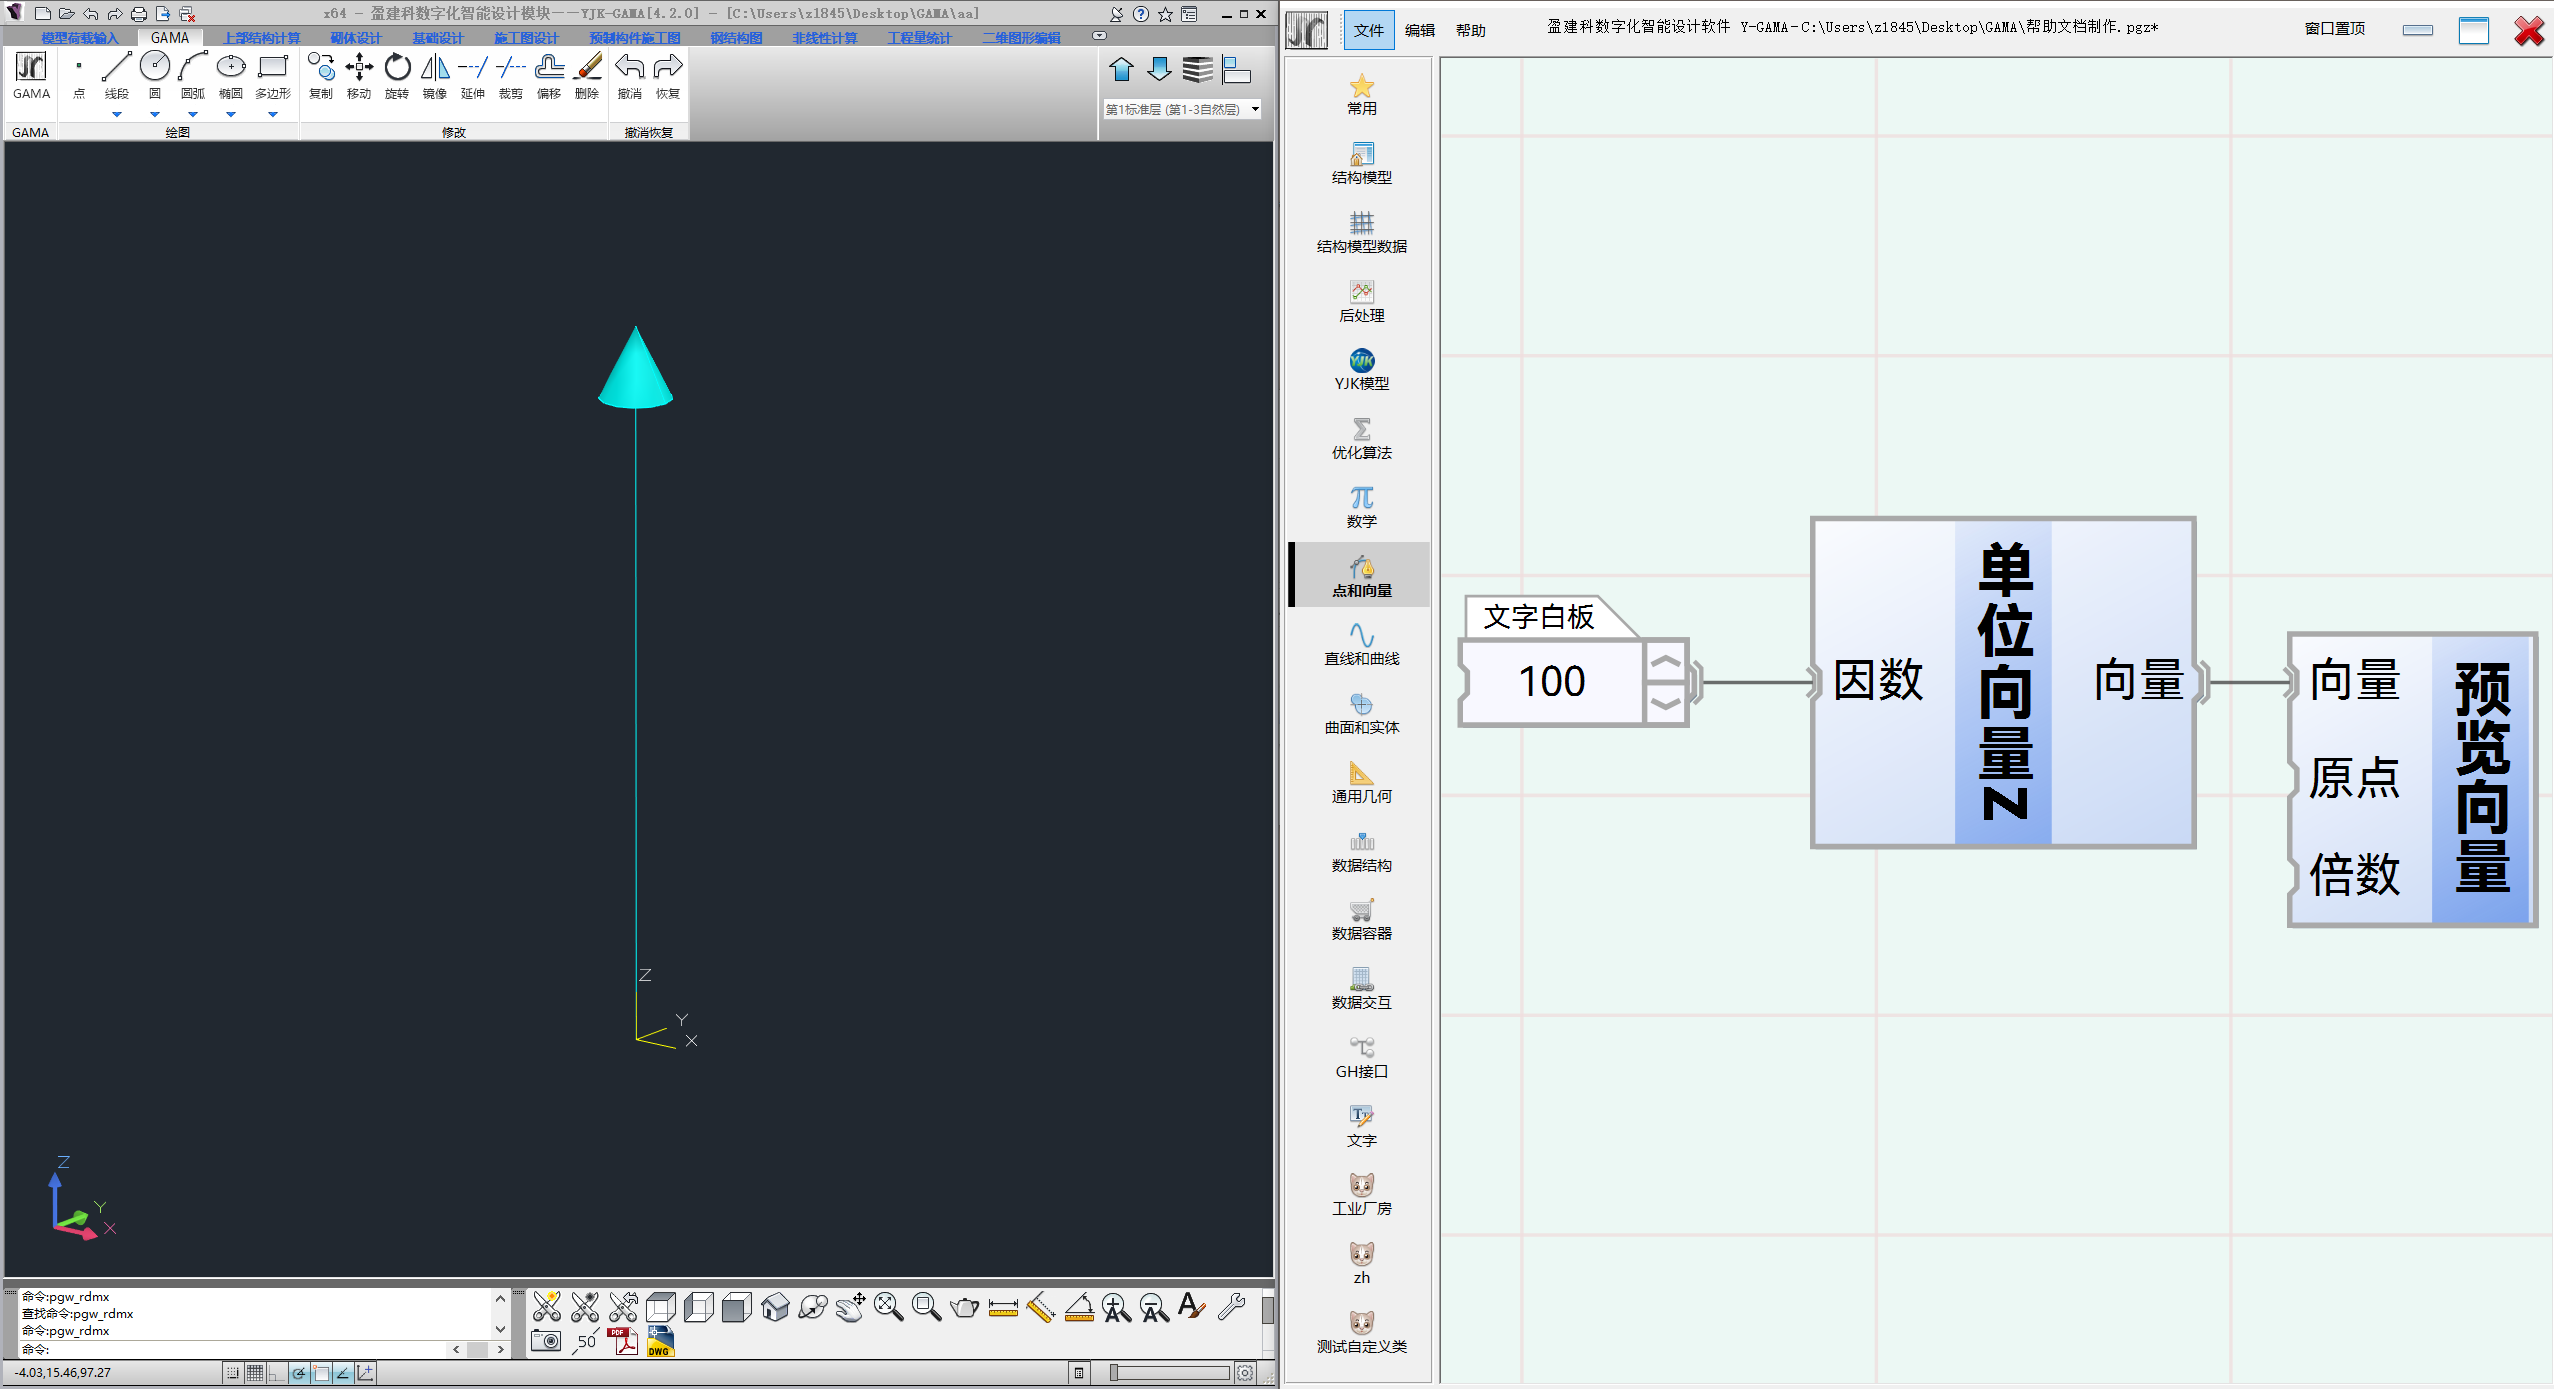 x64 - 盈建科数字化智能设计模块——YJK-GAMA[4.2.0] - [C:\Users\z1845\Desktop\GAMA\aa]
模型荷载输入 GAMA 上部结构计算 砌体设计 基础设计 施工图设计 预制构件施工图 钢结构图 非线性计算 工程量统计 二维图形编辑
GAMA 点 线段 圆 圆弧 椭圆 多边形 复制 移动 旋转 镜像 延伸 裁剪 偏移 删除 撤消 恢复
第1标准层 (第1-3自然层)
GAMA 绘图 修改 撤消恢复
Z
Y
X
Z
Y
X
命令:pgw_rdmx
查找命令:pgw_rdmx
命令:pgw_rdmx
命令:
50
PDF
DWG
-4.03,15.46,97.27
文件 编辑 帮助 盈建科数字化智能设计软件 Y-GAMA-C:\Users\z1845\Desktop\GAMA\帮助文档制作.pgz* 窗口置顶
常用
结构模型
结构模型数据
后处理
YJK
YJK模型
优化算法
数学
点和向量
直线和曲线
曲面和实体
通用几何
数据结构
数据容器
数据交互
GH接口
文字
工业厂房
zh
测试自定义类
文字白板
100
因数
单位向量Z
向量
向量
原点
倍数
预览向量